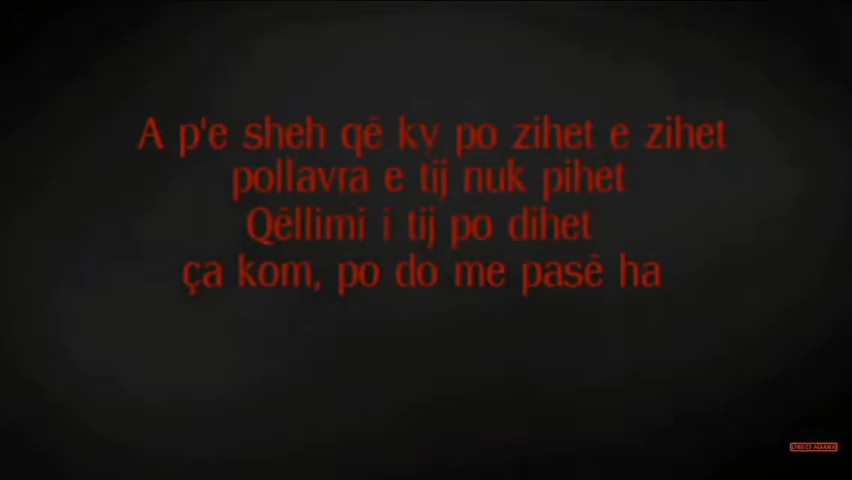 A p'e sheh që ky po zihet e zihet
pollavra e tij nuk pihet
Qëllimi i tij po dihet
ça kom, po do me pasë ha